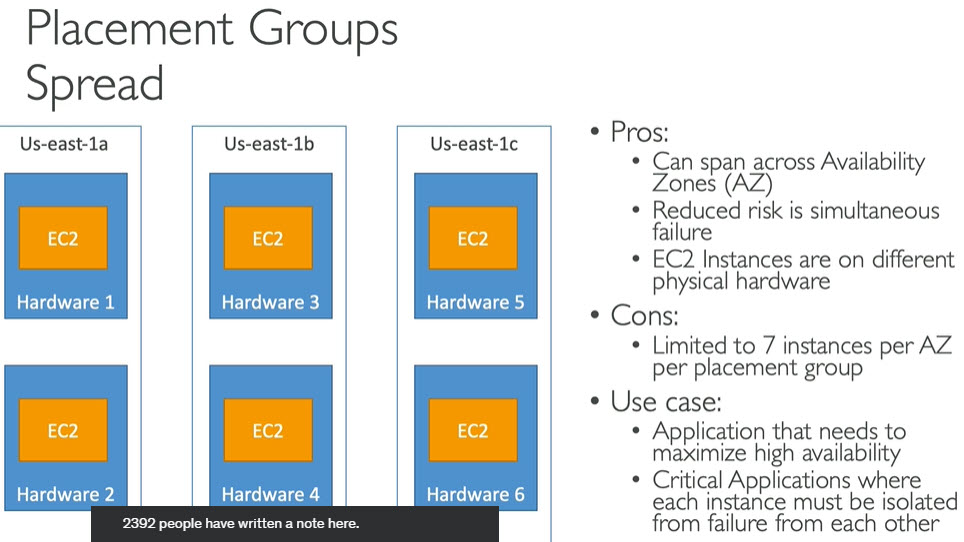 Placement Groups
Spread
Us-east-1a
Us-east-1b
Us-east-1c
EC2
EC2
EC2
Hardware 1
Hardware 3
Hardware 5
EC2
EC2
EC2
Hardware 2
Hardware 4
Hardware 6
• Pros:
• Can span across Availability
Zones (AZ)
• Reduced risk is simultaneous
failure
• EC2 Instances are on different
physical hardware
• Cons:
• Limited to 7 instances per AZ
per placement group
• Use case:
• Application that needs to
maximize high availability
• Critical Applications where
each instance must be isolated
from failure from each other
2392 people have written a note here.